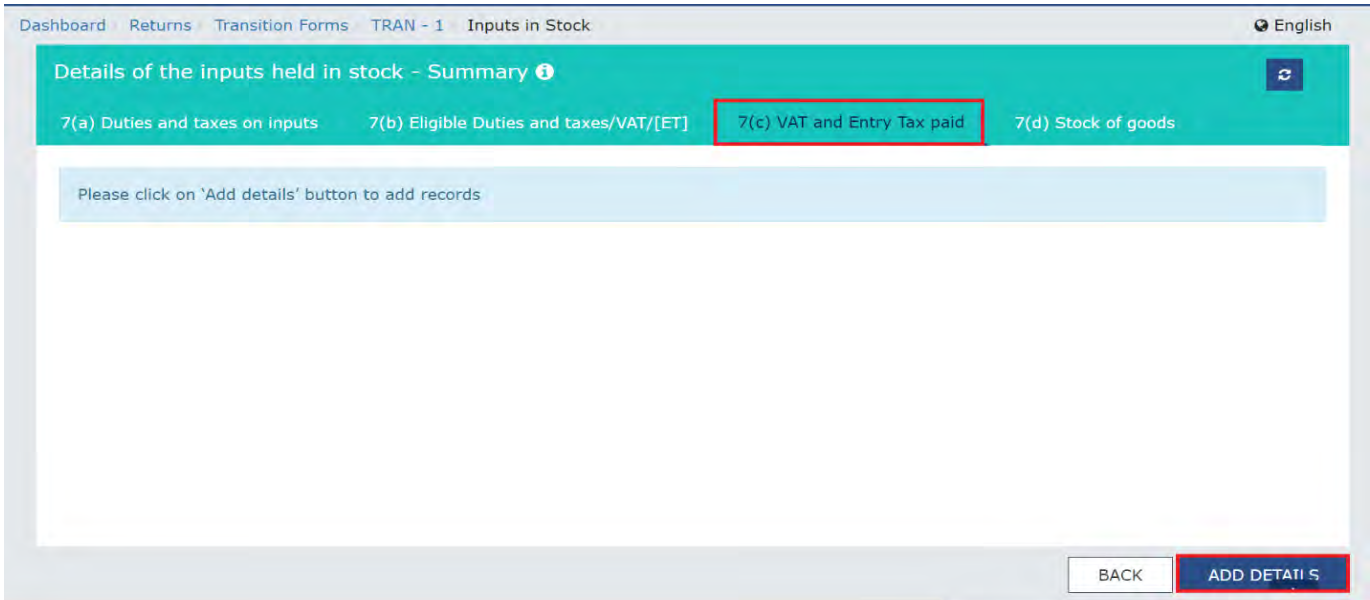 Dashboard Returns Transition Forms TRAN - 1 Inputs in Stock English
Details of the inputs held in stock - Summary
7(a) Duties and taxes on inputs 7(b) Eligible Duties and taxes/VAT/[ET] 7(c) VAT and Entry Tax paid 7(d) Stock of goods
Please click on ‘Add details’ button to add records
BACK ADD DETAILS